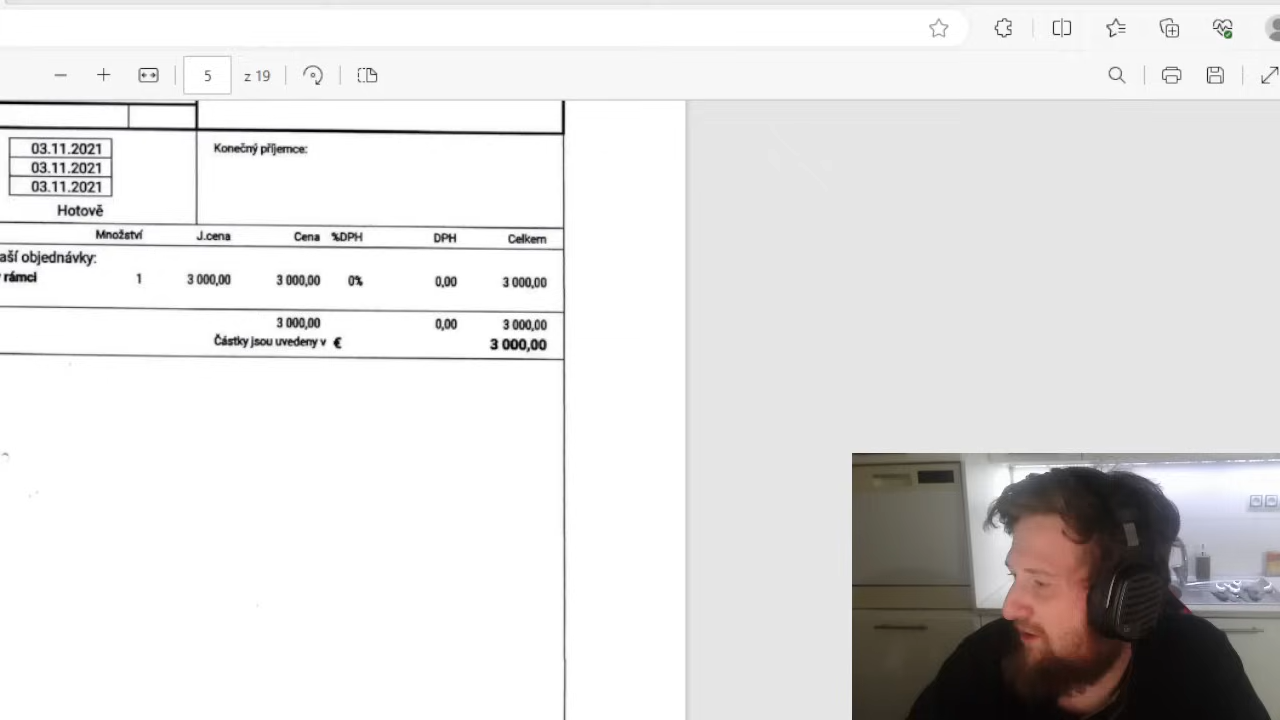 5 z 19
03.11.2021
03.11.2021
03.11.2021
Konečný příjemce:
Hotově
Množství J.cena Cena %DPH DPH Celkem
aší objednávky:
rámci 1 3 000,00 3 000,00 0% 0,00 3 000,00
3 000,00 0,00 3 000,00
Částky jsou uvedeny v € 3 000,00